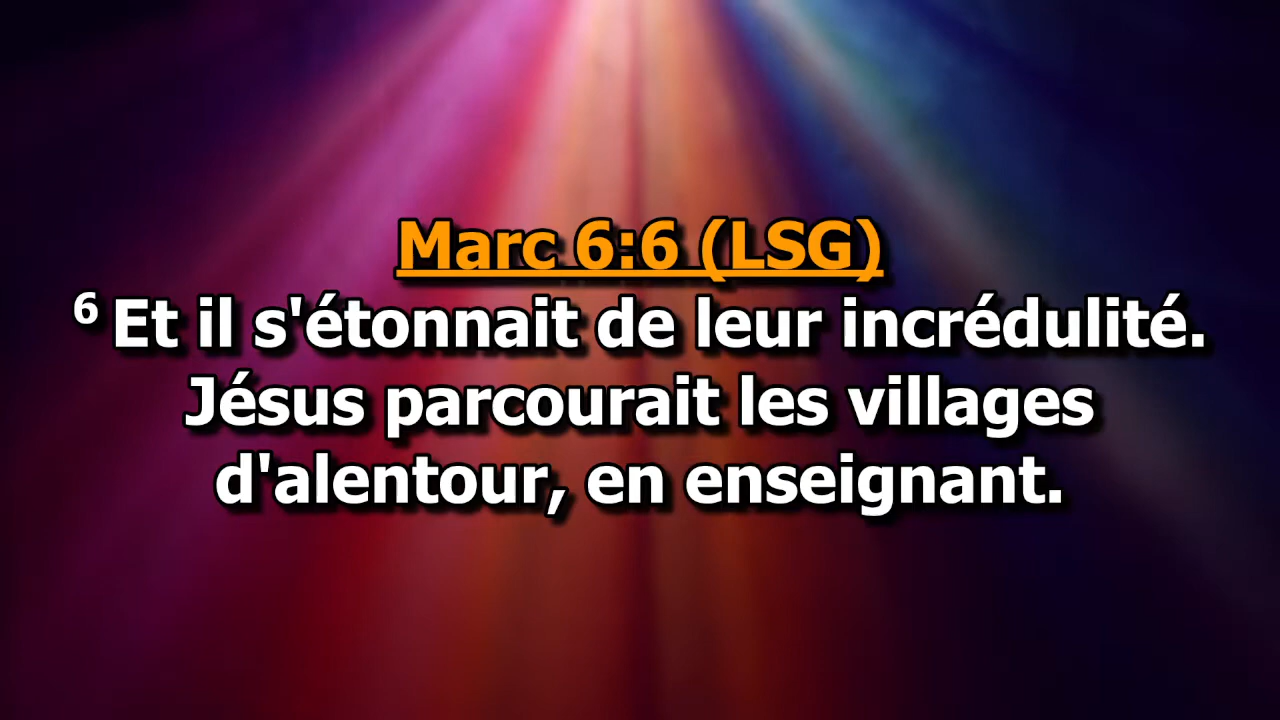 Marc 6:6 (LSG)
6 Et il s'étonnait de leur incrédulité.
Jésus parcourait les villages
d'alentour, en enseignant.